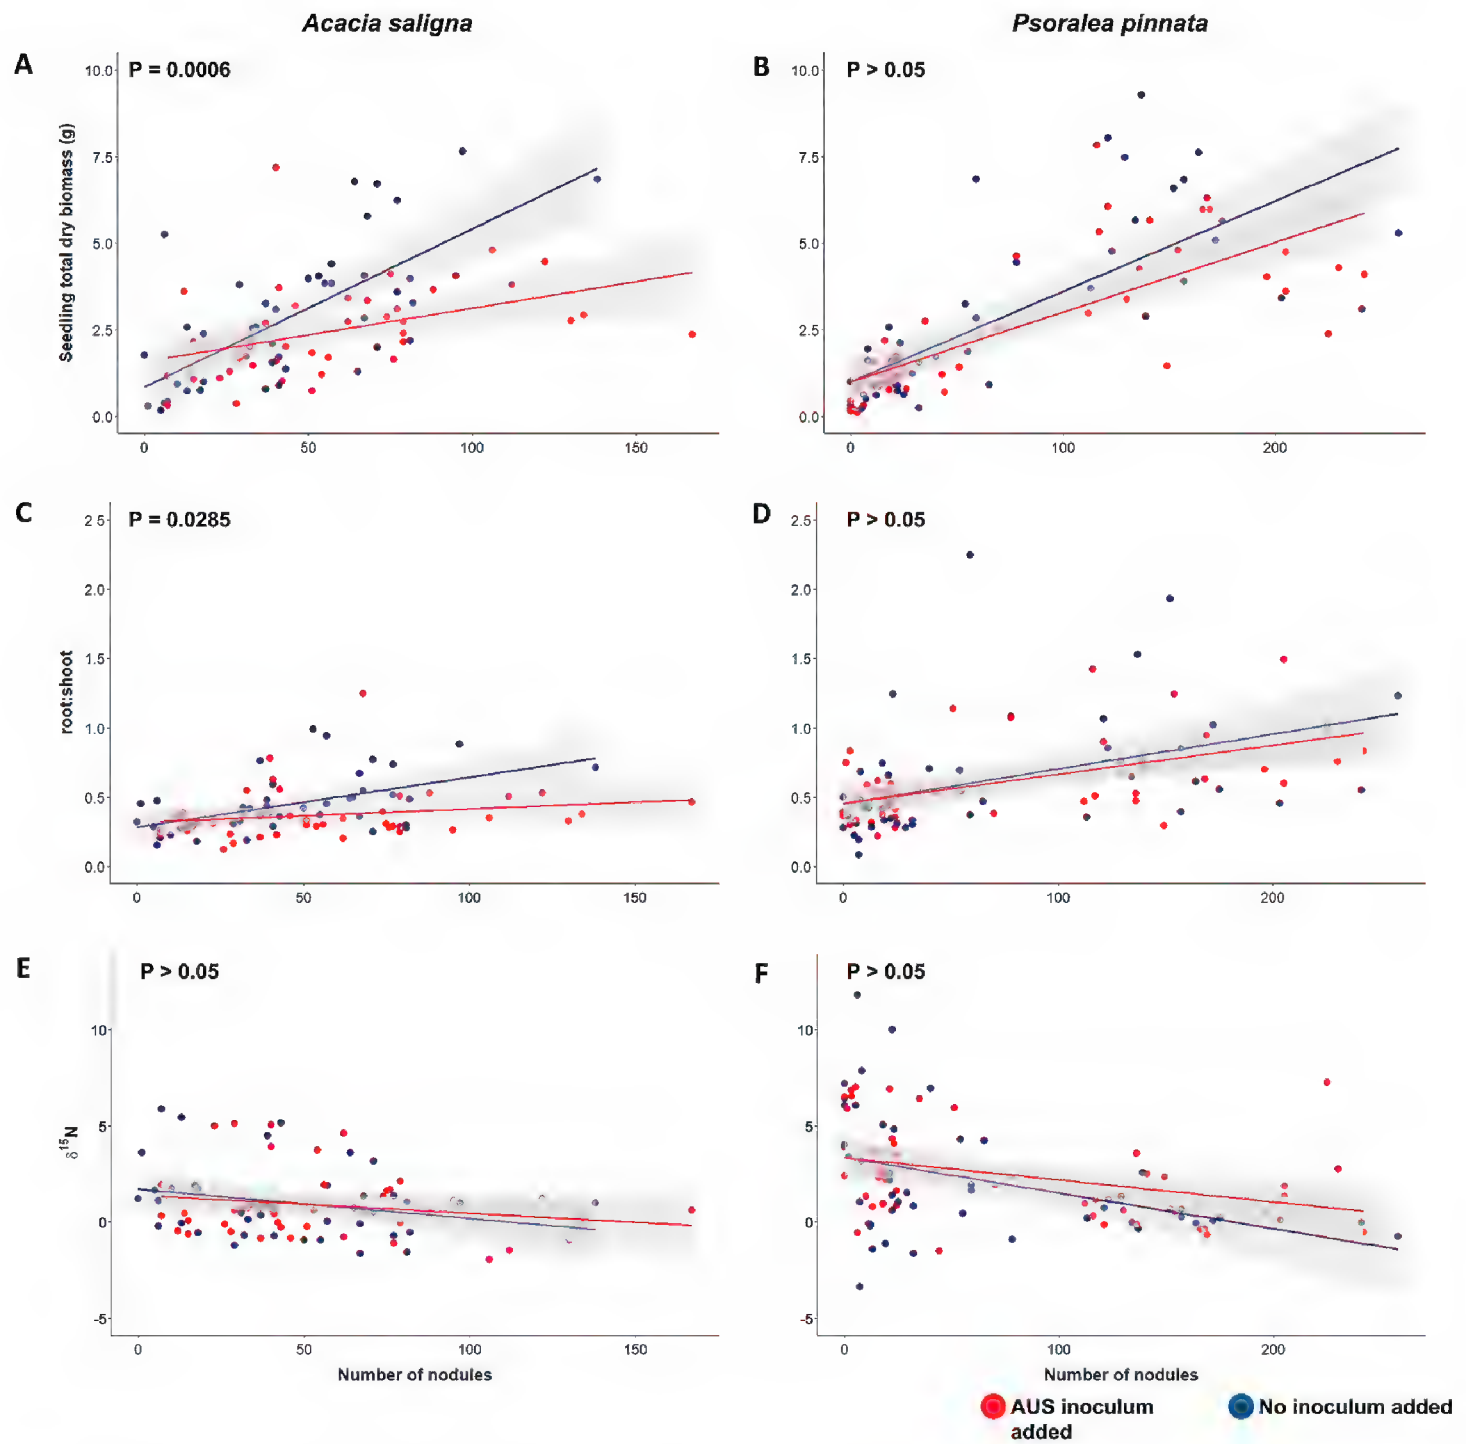 Acacia saligna
Psoralea pinnata
A
P = 0.0006
B
P > 0.05
Seedling total dry biomass (g)
10.0
7.5
5.0
2.5
0.0
0
50
100
150
10.0
7.5
5.0
2.5
0.0
0
100
200
C
P = 0.0285
D
P > 0.05
root:shoot
2 5
2.0
1.5
1.0
0.5
0.0
0
50
100
150
2.5
2.0
1.5
1.0
0.5
0.0
0
100
200
E
P > 0.05
F
P > 0.05
δ15N
10
5
0
-5
0
50
100
150
Number of nodules
10
5
0
-5
0
100
200
Number of nodules
AUS inoculum
added
No inoculum added